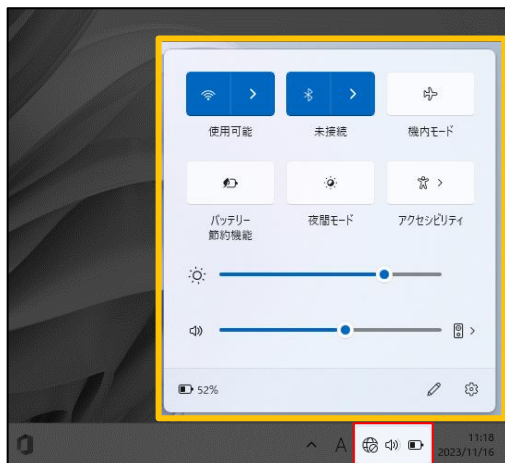 使用可能
未接続
機内モード
バッテリー
節約機能
夜間モード
アクセシビリティ
52%
A
11:18
2023/11/16